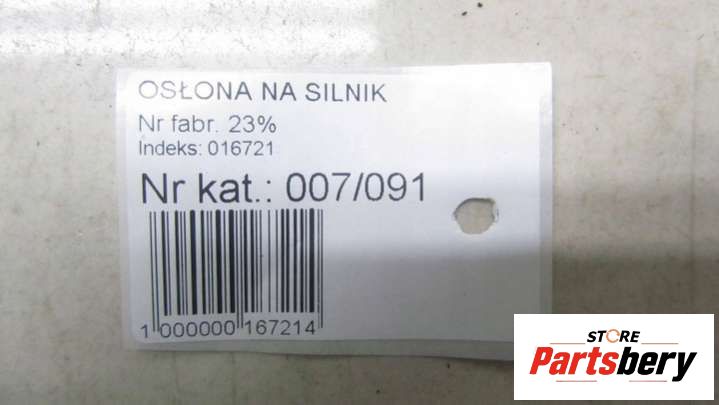 OSŁONA NA SILNIK
Nr fabr. 23%
Indeks: 016721
Nr kat.: 007/091
1 000000 167214
STORE
Partsbery